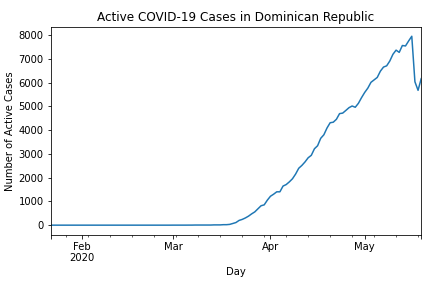 Active COVID-19 Cases in Dominican Republic
Number of Active Cases
8000
7000
6000
5000
4000
3000
2000
1000
0
Feb
2020
Mar
Apr
May
Day